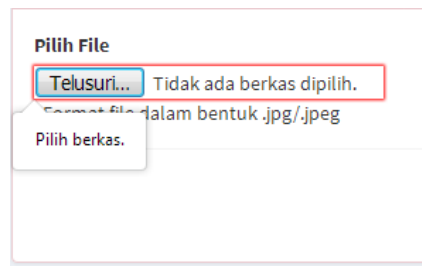 Pilih File
Telusuri... Tidak ada berkas dipilih.
Format file dalam bentuk .jpg/.jpeg
Pilih berkas.